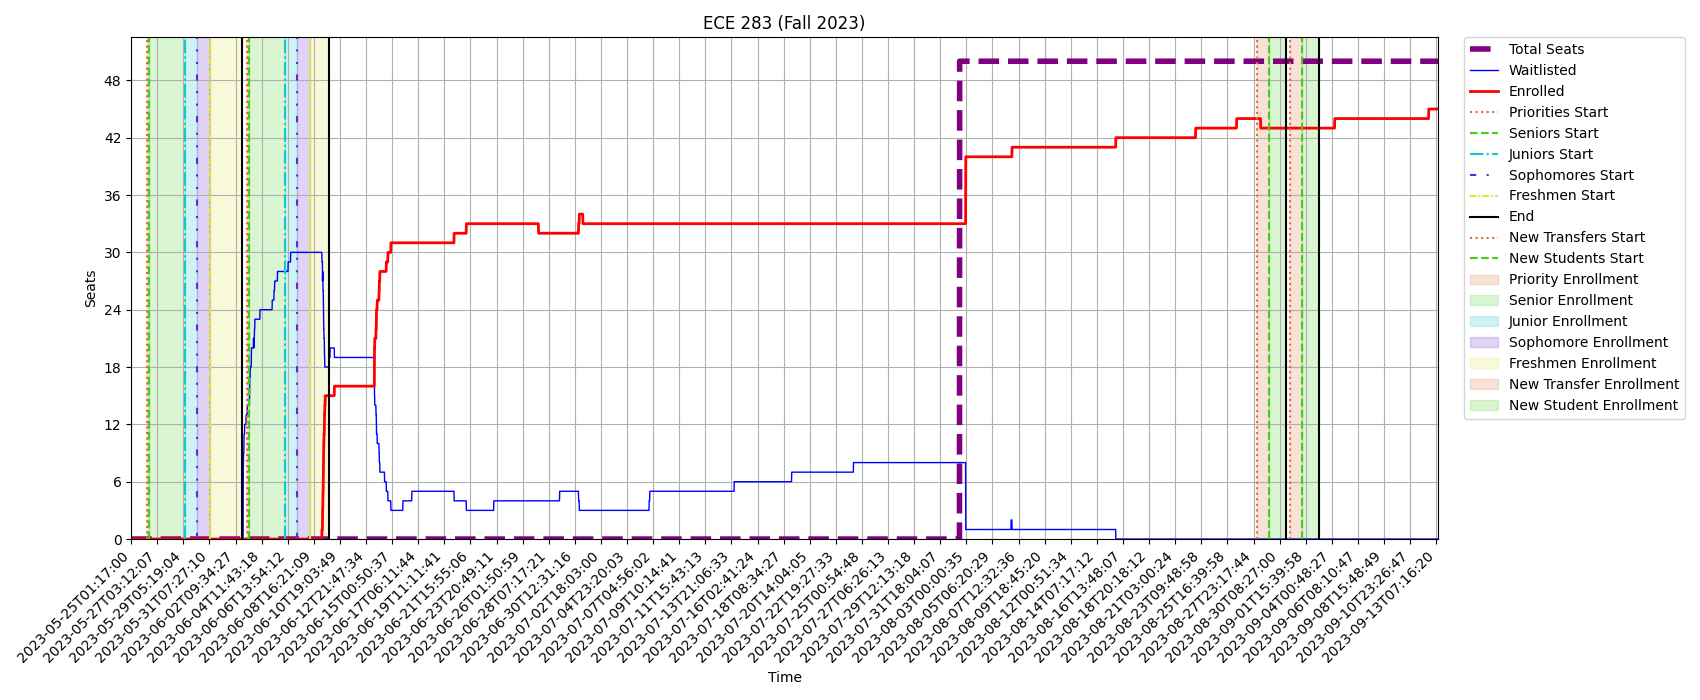 ECE 283 (Fall 2023)
Seats
48
42
36
30
24
18
12
6
0
2023-05-25T01:17:00
2023-05-27T03:12:07
2023-05-29T05:19:04
2023-05-31T07:27:10
2023-06-02T09:34:27
2023-06-04T11:43:18
2023-06-06T13:54:12
2023-06-08T16:21:09
2023-06-10T19:03:49
2023-06-12T21:47:34
2023-06-15T00:50:37
2023-06-17T06:11:44
2023-06-19T11:11:41
2023-06-21T15:55:06
2023-06-23T20:49:11
2023-06-26T01:50:59
2023-06-28T07:17:21
2023-06-30T12:31:16
2023-07-02T18:03:00
2023-07-04T23:20:03
2023-07-07T04:56:02
2023-07-09T10:14:41
2023-07-11T15:43:13
2023-07-13T21:06:33
2023-07-16T02:41:24
2023-07-18T08:34:27
2023-07-20T14:04:05
2023-07-22T19:27:33
2023-07-25T00:54:48
2023-07-27T06:26:13
2023-07-29T12:13:18
2023-07-31T18:04:07
2023-08-03T00:00:35
2023-08-05T06:20:29
2023-08-07T12:32:36
2023-08-09T18:45:20
2023-08-12T00:51:34
2023-08-14T07:17:12
2023-08-16T13:48:07
2023-08-18T20:18:12
2023-08-21T03:00:24
2023-08-23T09:48:58
2023-08-25T16:39:58
2023-08-27T23:17:44
2023-08-30T08:27:00
2023-09-01T15:39:58
2023-09-04T00:48:27
2023-09-06T08:10:47
2023-09-08T15:48:49
2023-09-10T23:26:47
2023-09-13T07:16:20
Time
Total Seats
Waitlisted
Enrolled
Priorities Start
Seniors Start
Juniors Start
Sophomores Start
Freshmen Start
End
New Transfers Start
New Students Start
Priority Enrollment
Senior Enrollment
Junior Enrollment
Sophomore Enrollment
Freshmen Enrollment
New Transfer Enrollment
New Student Enrollment